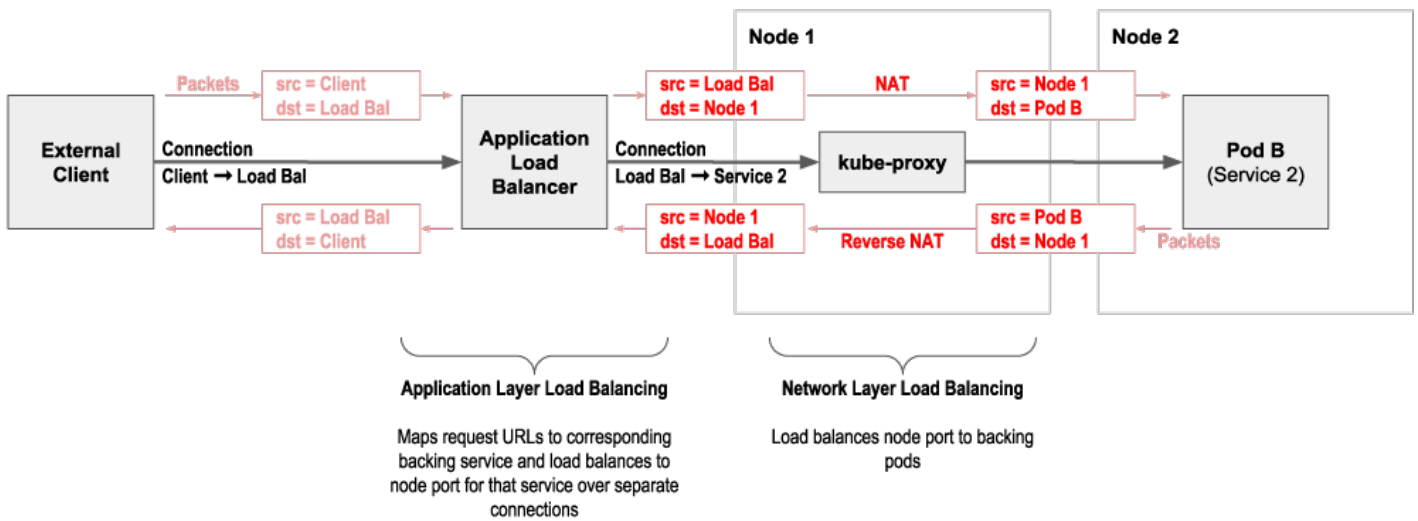 Node 1
Node 2
Packets
src = Client
dst = Load Bal
src = Load Bal
dst = Node 1
NAT
src = Node 1
dst = Pod B
External
Client
Connection
Client → Load Bal
Application
Load
Balancer
Connection
Load Bal → Service 2
kube-proxy
Pod B
(Service 2)
src = Load Bal
dst = Client
src = Node 1
dst = Load Bal
Reverse NAT
src = Pod B
dst = Node 1
Packets
Application Layer Load Balancing
Maps request URLs to corresponding
backing service and load balances to
node port for that service over separate
connections
Network Layer Load Balancing
Load balances node port to backing
pods